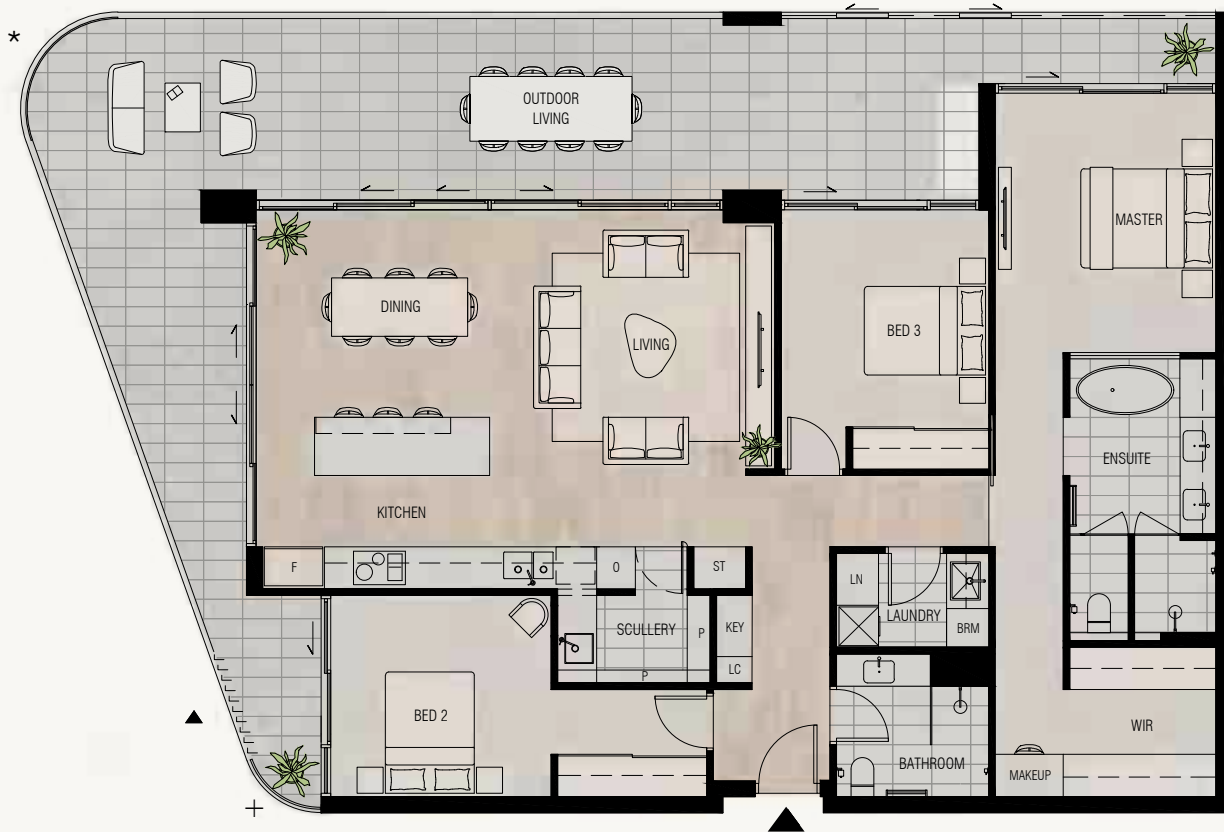 *
OUTDOOR
LIVING
MASTER
DINING
LIVING
BED 3
ENSUITE
KITCHEN
F
O
ST
LN
LAUNDRY
BRM
SCULLERY
P
KEY
P
LC
BED 2
WIR
BATHROOM
MAKEUP
+